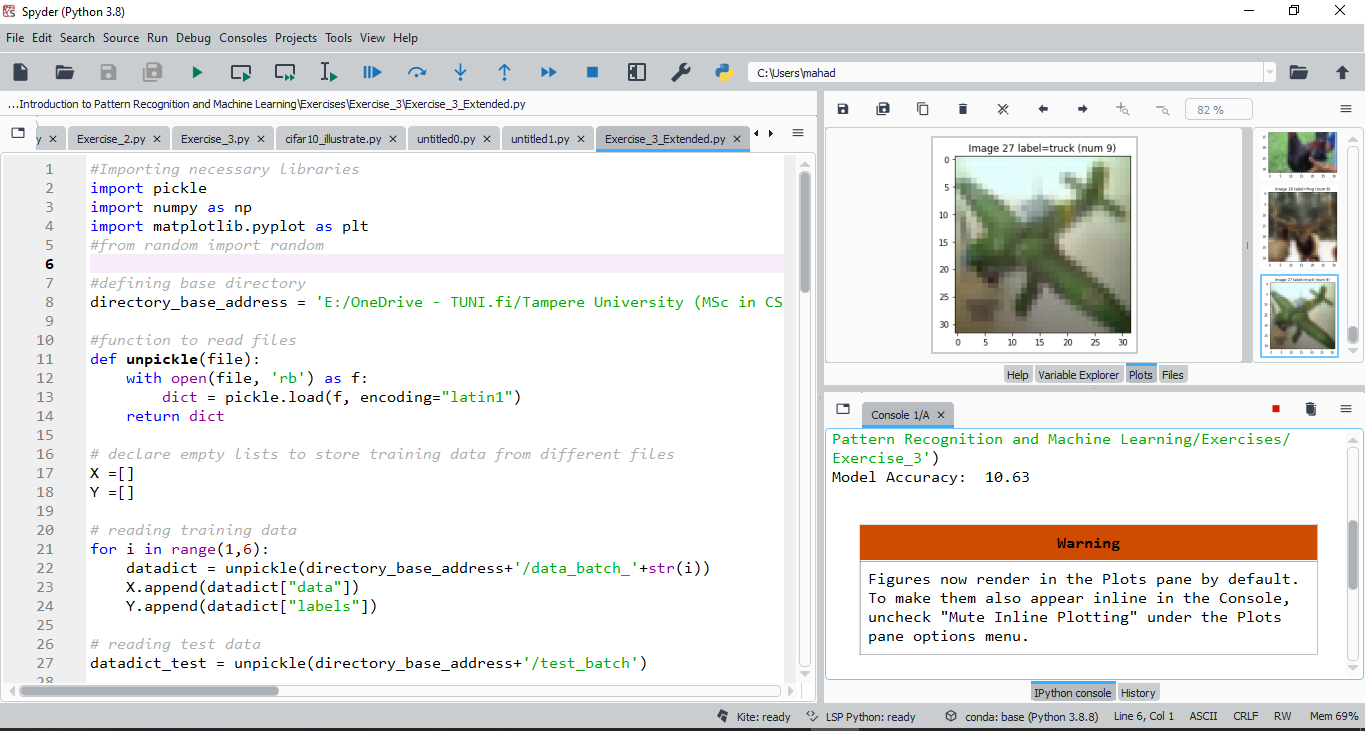 Spyder (Python 3.8)
File Edit Search Source Run Debug Consoles Projects Tools View Help
C:\Users\mahad
...Introduction to Pattern Recognition and Machine Learning\Exercises\Exercise_3\Exercise_3_Extended.py
y Exercise_2.py Exercise_3.py cifar10_illustrate.py untitled0.py untitled1.py Exercise_3_Extended.py
1 #Importing necessary libraries
2 import pickle
3 import numpy as np
4 import matplotlib.pyplot as plt
5 #from random import random
6
7 #defining base directory
8 directory_base_address = 'E:/OneDrive - TUNI.fi/Tampere University (MSc in CS
9
10 #function to read files
11 def unpickle(file):
12 with open(file, 'rb') as f:
13 dict = pickle.load(f, encoding="latin1")
14 return dict
15
16 # declare empty lists to store training data from different files
17 X =[]
18 Y =[]
19
20 # reading training data
21 for i in range(1,6):
22 datadict = unpickle(directory_base_address+'/data_batch_'+str(i))
23 X.append(datadict["data"])
24 Y.append(datadict["labels"])
25
26 # reading test data
27 datadict_test = unpickle(directory_base_address+'/test_batch')
28
82 %
Image 27 label=truck (num 9)
0
5
10
15
20
25
30
0 5 10 15 20 25 30
Image 27 label=truck (num 9)
Help Variable Explorer Plots Files
Console 1/A
Pattern Recognition and Machine Learning/Exercises/
Exercise_3')
Model Accuracy: 10.63
Warning
Figures now render in the Plots pane by default.
To make them also appear inline in the Console,
uncheck "Mute Inline Plotting" under the Plots
pane options menu.
IPython console History
Kite: ready LSP Python: ready conda: base (Python 3.8.8) Line 6, Col 1 ASCII CRLF RW Mem 69%